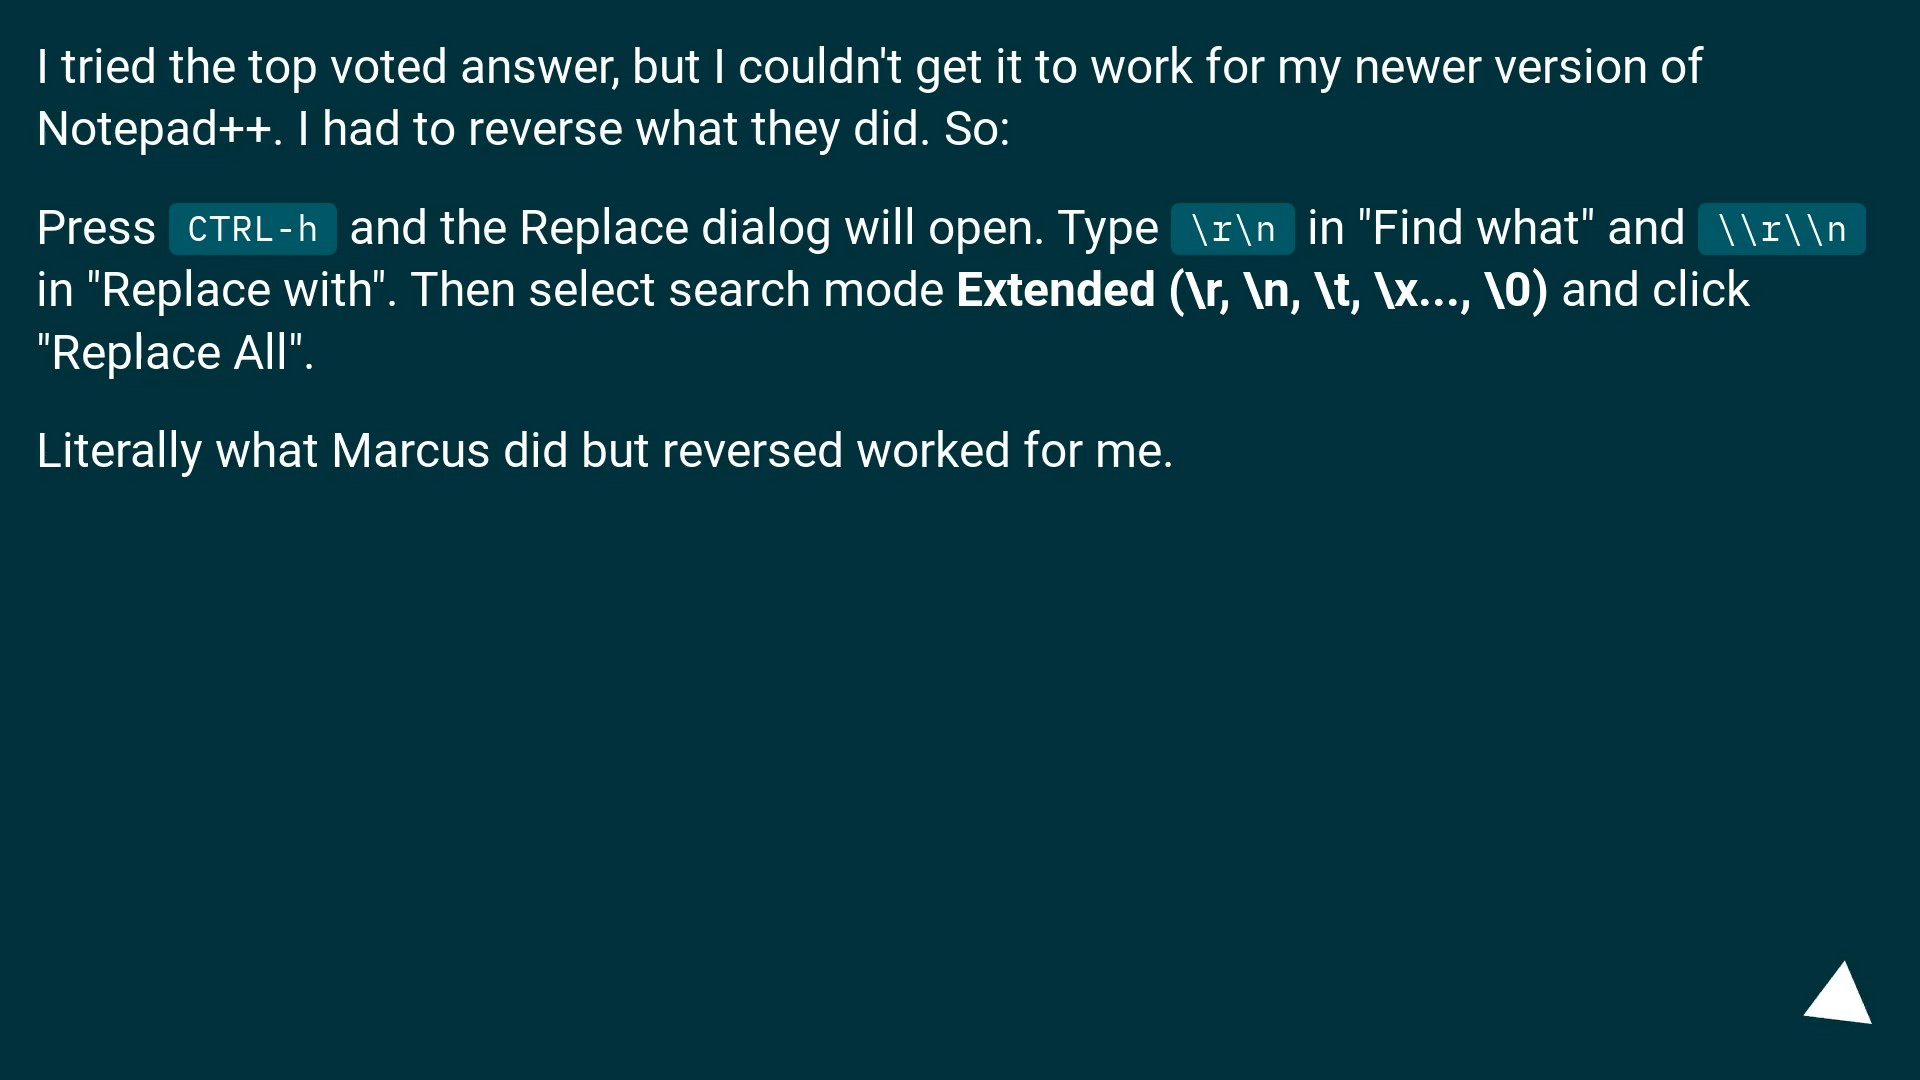 I tried the top voted answer, but I couldn't get it to work for my newer version of
Notepad++. I had to reverse what they did. So:
Press CTRL-h and the Replace dialog will open. Type \r\n in "Find what" and \\r\\n
in "Replace with". Then select search mode Extended (\r, \n, \t, \x..., \0) and click
"Replace All".
Literally what Marcus did but reversed worked for me.